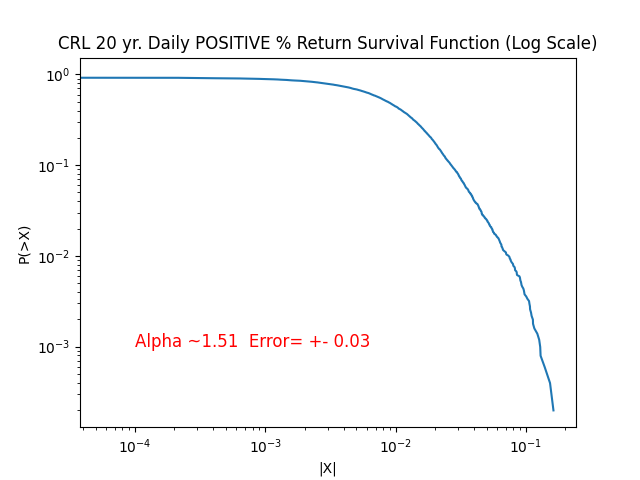 CRL 20 yr. Daily POSITIVE % Return Survival Function (Log Scale)
10⁰
10⁻¹
10⁻²
10⁻³
P(>X)
Alpha ~1.51  Error= +- 0.03
10⁻⁴
10⁻³
10⁻²
10⁻¹
|X|